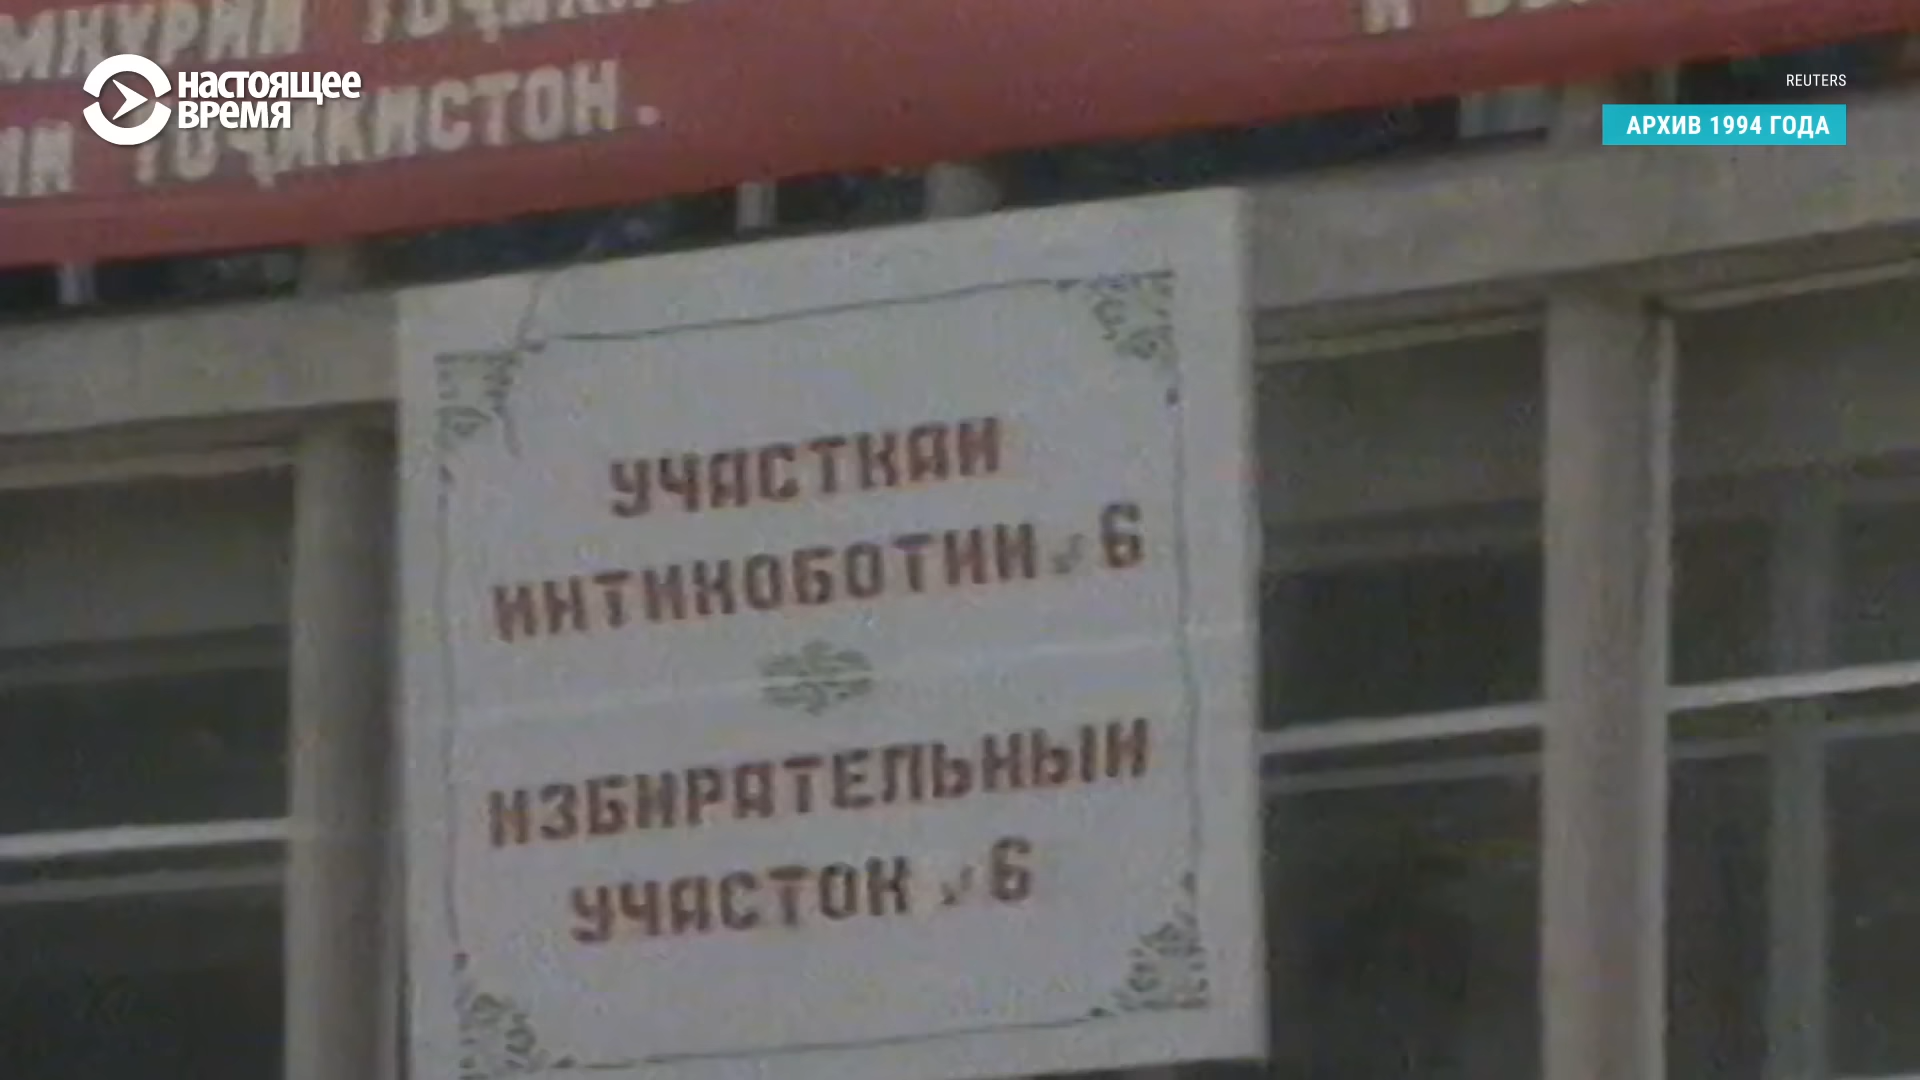 ТОҶИКИСТОН.
НАСТОЯЩЕЕ
ВРЕМЯ
REUTERS
АРХИВ 1994 ГОДА
УЧАСТКАИ
ИНТИХОБОТИИ № 6
ИЗБИРАТЕЛЬНЫЙ
УЧАСТОК № 6